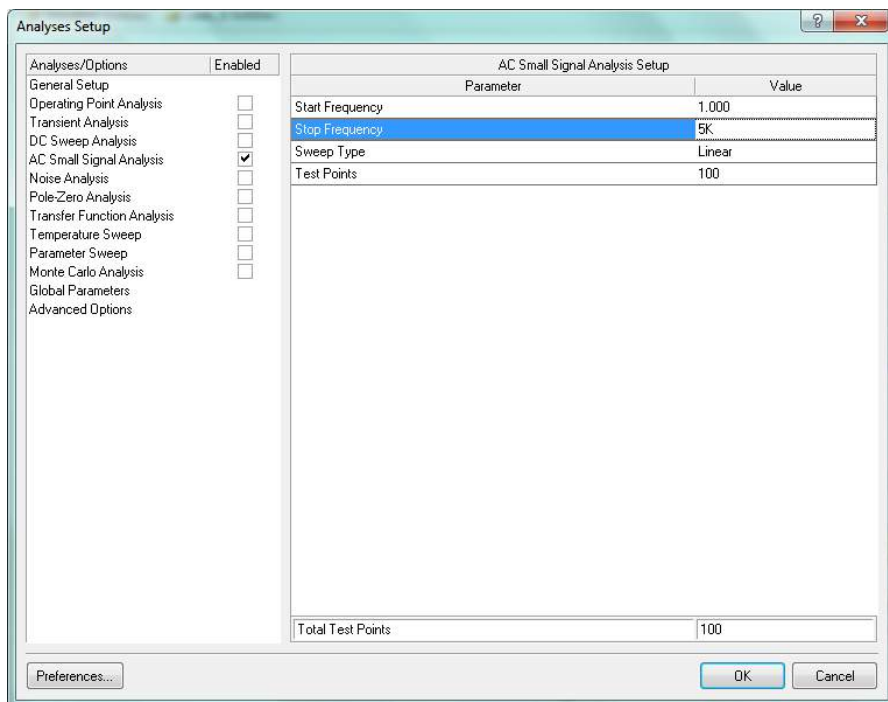 Analyses Setup
Analyses/Options Enabled
General Setup
Operating Point Analysis
Transient Analysis
DC Sweep Analysis
AC Small Signal Analysis
Noise Analysis
Pole-Zero Analysis
Transfer Function Analysis
Temperature Sweep
Parameter Sweep
Monte Carlo Analysis
Global Parameters
Advanced Options
AC Small Signal Analysis Setup
Parameter Value
Start Frequency 1.000
Stop Frequency 5K
Sweep Type Linear
Test Points 100
Total Test Points 100
Preferences...
OK
Cancel